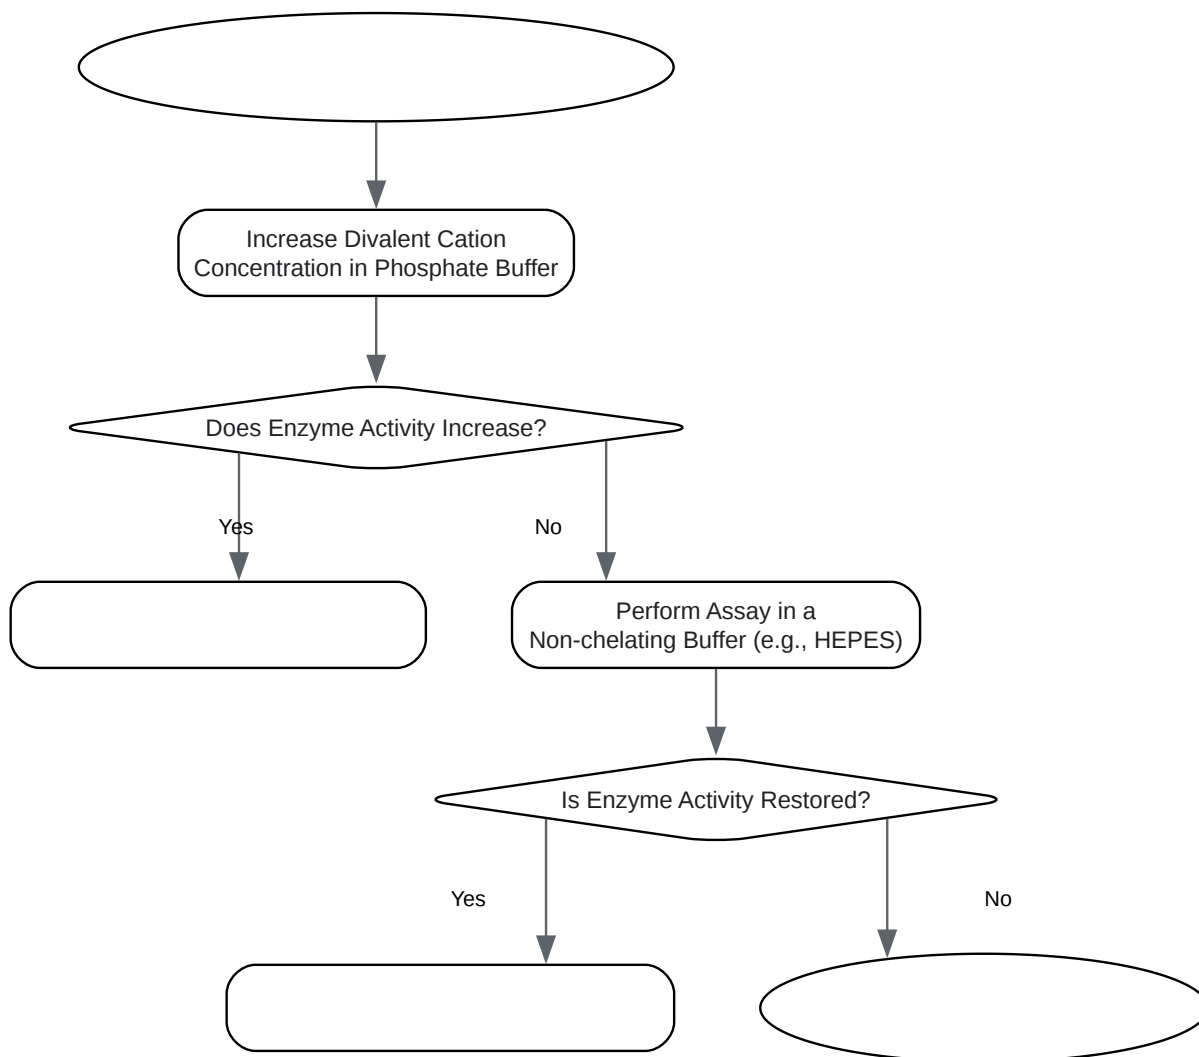 Increase Divalent Cation
Concentration in Phosphate Buffer
Does Enzyme Activity Increase?
Yes
No
Perform Assay in a
Non-chelating Buffer (e.g., HEPES)
Is Enzyme Activity Restored?
Yes
No